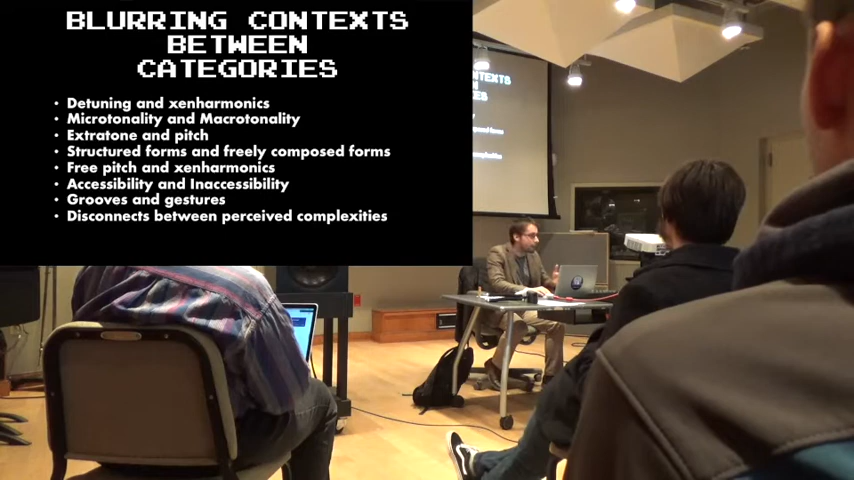 BLURRING CONTEXTS
BETWEEN
CATEGORIES
• Detuning and xenharmonics
• Microtonality and Macrotonality
• Extratone and pitch
• Structured forms and freely composed forms
• Free pitch and xenharmonics
• Accessibility and Inaccessibility
• Grooves and gestures
• Disconnects between perceived complexities
NTEXTS